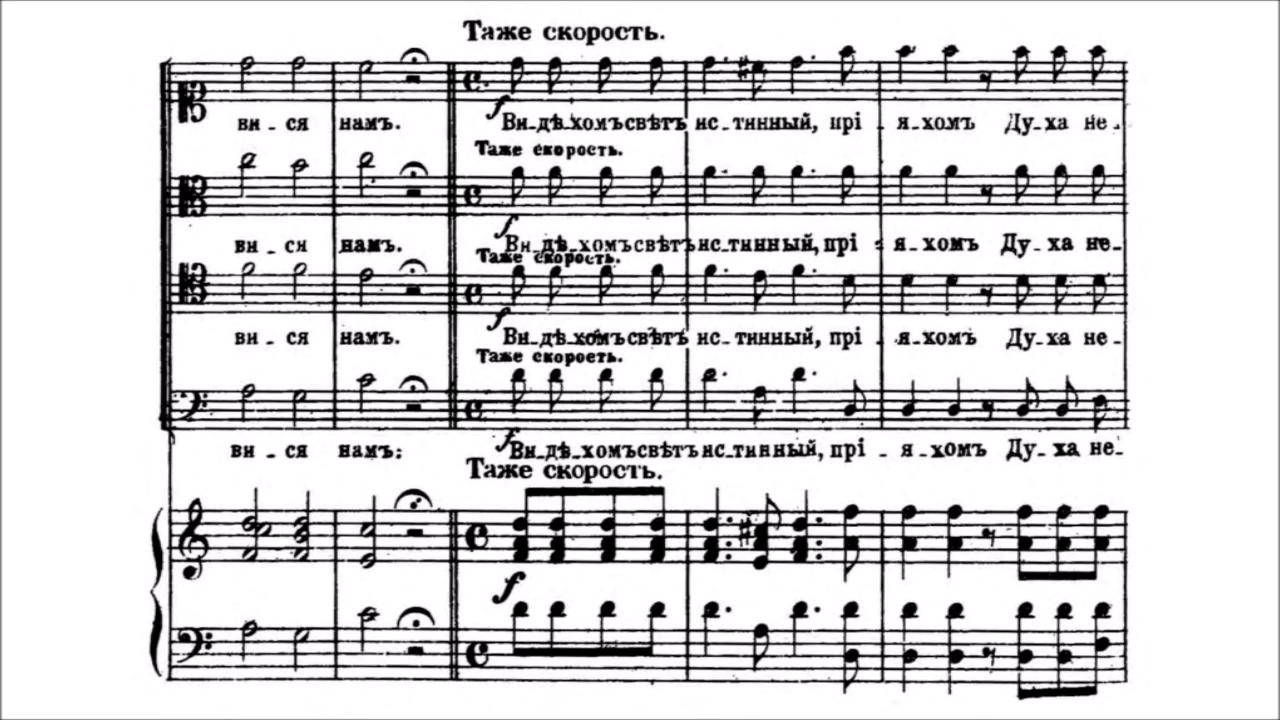 Таже скорость.
f
ви - ся намъ. Ви-дѣ-хомъ свѣтъ ис-тинный, прі - я-хомъ Ду-ха не-
Таже скорость.
f
ви - ся намъ. Ви-дѣ-хомъ свѣтъ ис-тинный, прі - я-хомъ Ду-ха не-
Таже скорость.
f
ви - ся намъ. Ви-дѣ-хомъ свѣтъ ис-тинный, прі - я-хомъ Ду-ха не-
Таже скорость.
f
ви - ся намъ: Ви-дѣ-хомъ свѣтъ ис-тинный, прі - я-хомъ Ду-ха не-
Таже скорость.
f